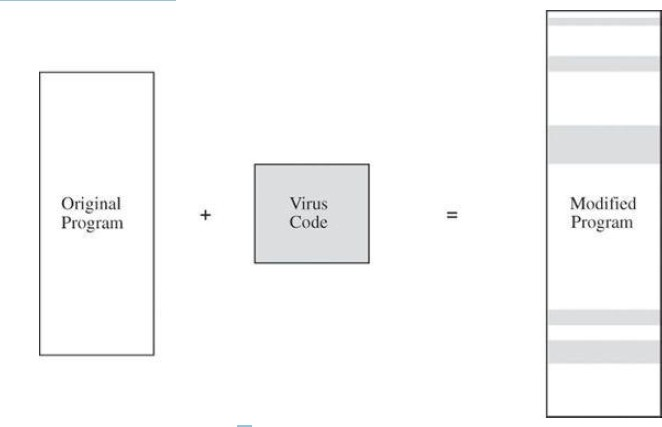 Original
Program
+
Virus
Code
=
Modified
Program